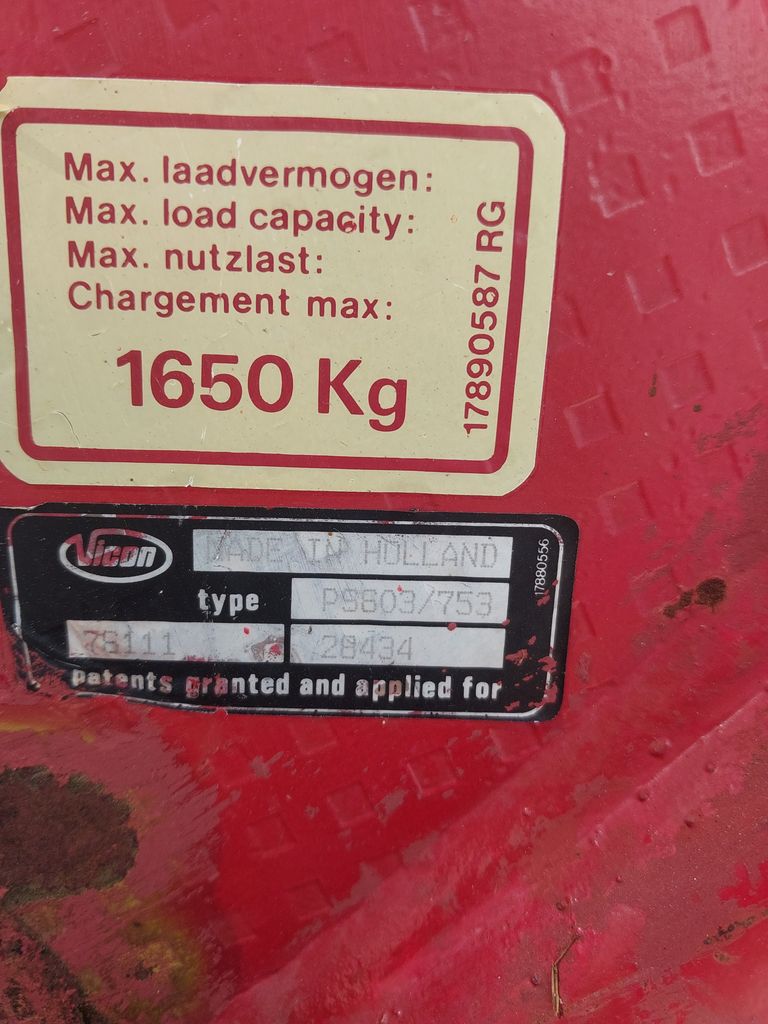 Max. laadvermogen:
Max. load capacity:
Max. nutzlast:
Chargement max:
1650 Kg
17890587 RG
Vicon
MADE IN HOLLAND
type PS803/753
78111 28434
patents granted and applied for
17880556